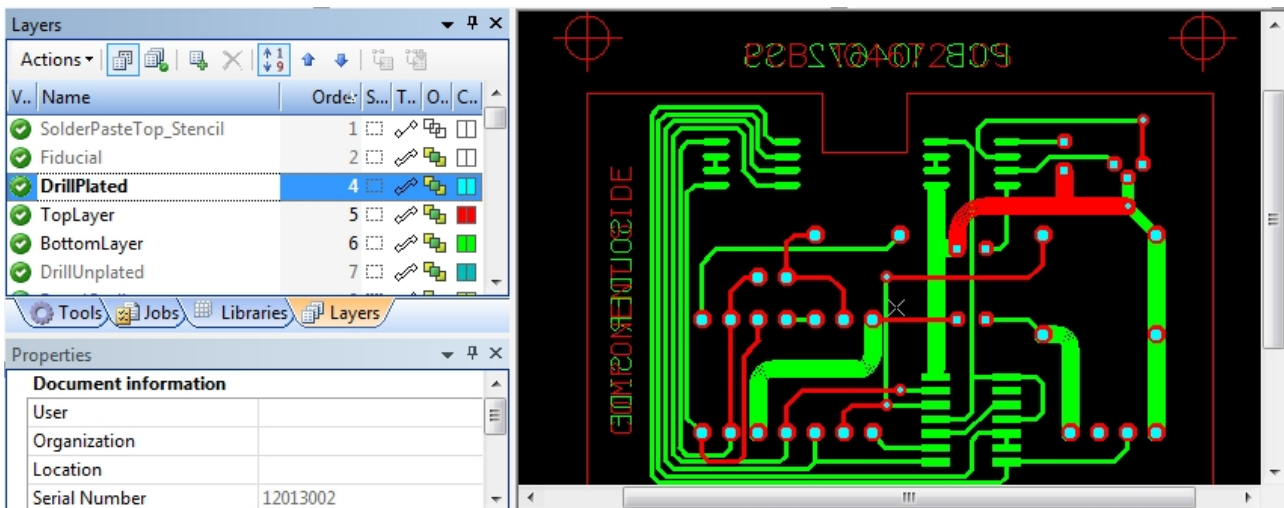 Layers
Actions
V.. Name Order S... T.. O.. C..
SolderPasteTop_Stencil 1
Fiducial 2
DrillPlated 4
TopLayer 5
BottomLayer 6
DrillUnplated 7
Tools Jobs Libraries Layers
Properties
Document information
User
Organization
Location
Serial Number 12013002